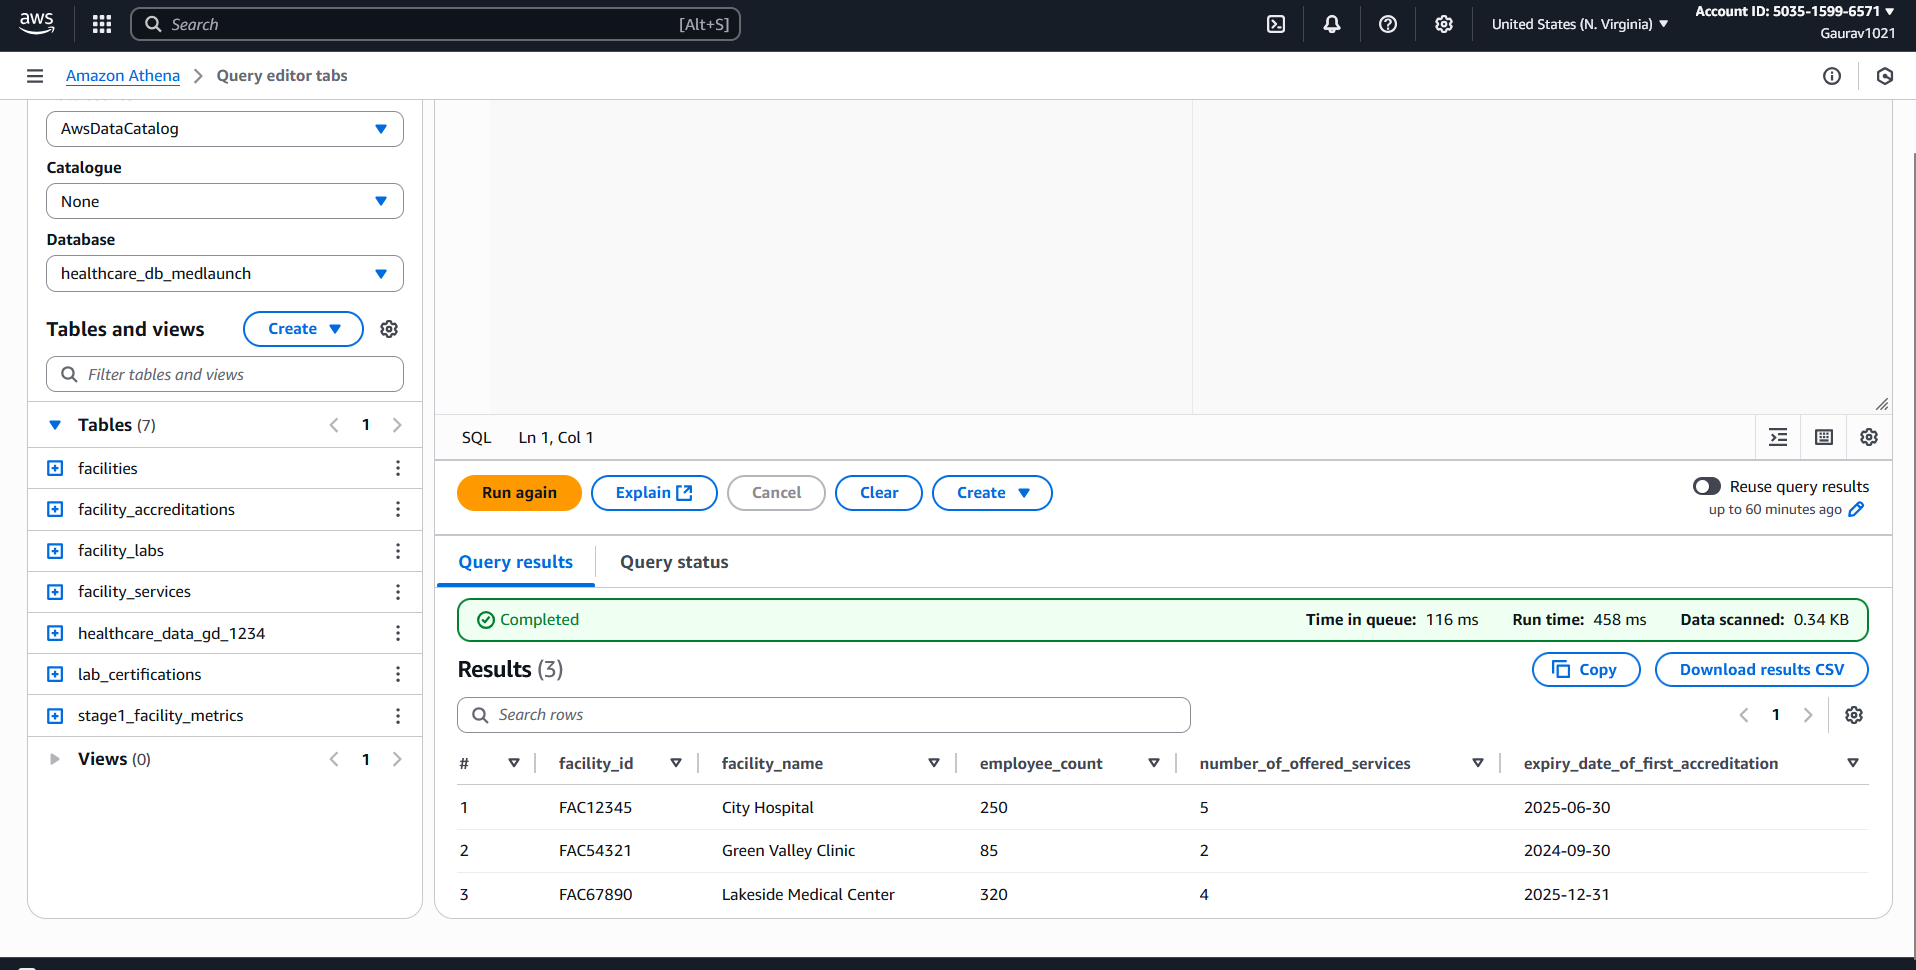 aws
Search
[Alt+S]
United States (N. Virginia)
Account ID: 5035-1599-6571
Gaurav1021
Amazon Athena
Query editor tabs
AwsDataCatalog
Catalogue
None
Database
healthcare_db_medlaunch
Tables and views
Create
Filter tables and views
Tables (7)
1
facilities
facility_accreditations
facility_labs
facility_services
healthcare_data_gd_1234
lab_certifications
stage1_facility_metrics
Views (0)
1
SQL Ln 1, Col 1
Run again
Explain
Cancel
Clear
Create
Reuse query results
up to 60 minutes ago
Query results
Query status
Completed
Time in queue: 116 ms Run time: 458 ms Data scanned: 0.34 KB
Results (3)
Copy
Download results CSV
Search rows
1
# facility_id facility_name employee_count number_of_offered_services expiry_date_of_first_accreditation
1 FAC12345 City Hospital 250 5 2025-06-30
2 FAC54321 Green Valley Clinic 85 2 2024-09-30
3 FAC67890 Lakeside Medical Center 320 4 2025-12-31